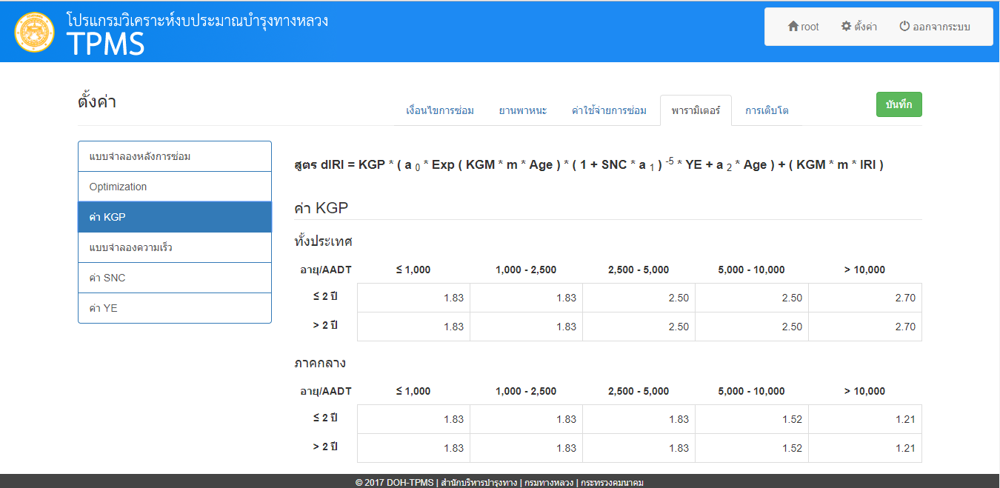 โปรแกรมวิเคราะห์งบประมาณบำรุงทางหลวง
TPMS
root ตั้งค่า ออกจากระบบ
ตั้งค่า
เงื่อนไขการซ่อม ยานพาหนะ ค่าใช้จ่ายการซ่อม พารามิเตอร์ การเติบโต บันทึก
แบบจำลองหลังการซ่อม
Optimization
ค่า KGP
แบบจำลองความเร็ว
ค่า SNC
ค่า YE
สูตร dIRI = KGP * ( a 0 * Exp ( KGM * m * Age ) * ( 1 + SNC * a 1 ) -5 * YE + a 2 * Age ) + ( KGM * m * IRI )
ค่า KGP
ทั้งประเทศ
อายุ/AADT ≤ 1,000 1,000 - 2,500 2,500 - 5,000 5,000 - 10,000 > 10,000
≤ 2 ปี 1.83 1.83 2.50 2.50 2.70
> 2 ปี 1.83 1.83 2.50 2.50 2.70
ภาคกลาง
อายุ/AADT ≤ 1,000 1,000 - 2,500 2,500 - 5,000 5,000 - 10,000 > 10,000
≤ 2 ปี 1.83 1.83 1.83 1.52 1.21
> 2 ปี 1.83 1.83 1.83 1.52 1.21
© 2017 DOH-TPMS | สำนักบริหารบำรุงทาง | กรมทางหลวง | กระทรวงคมนาคม